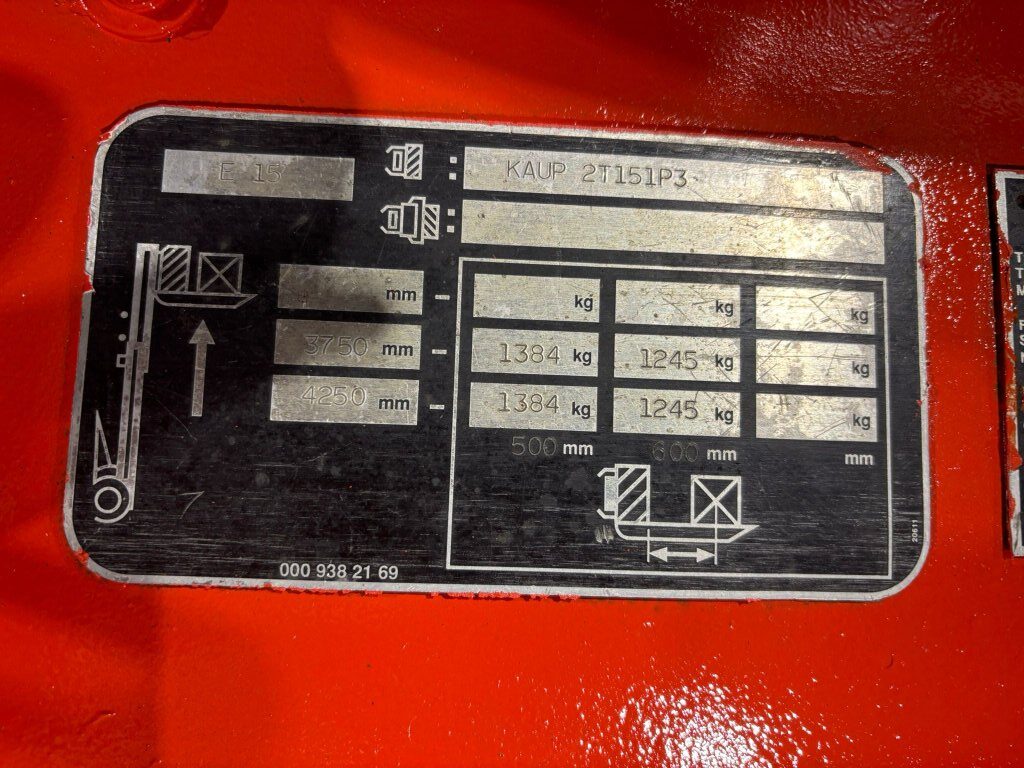 E 15
: KAUP 2T151P3
:
mm kg kg kg
3750 mm 1384 kg 1245 kg kg
4250 mm 1384 kg 1245 kg kg
500 mm 600 mm mm
000 938 21 69
20611
T
T
M
F
S